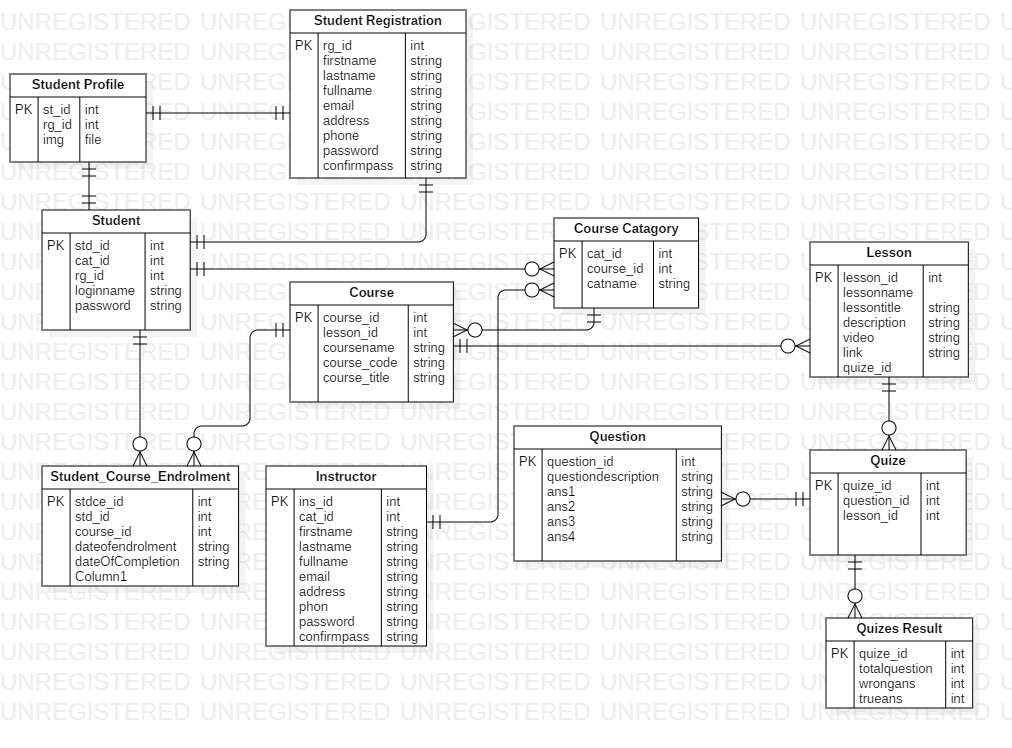 Student Registration
PK rg_id int
firstname string
lastname string
fullname string
email string
address string
phone string
password string
confirmpass string
Student Profile
PK st_id int
rg_id int
img file
Student
PK std_id int
cat_id int
rg_id int
loginname string
password string
Course Catagory
PK cat_id int
course_id int
catname string
Lesson
PK lesson_id int
lessonname
lessontitle string
description string
video string
link string
quize_id
Course
PK course_id int
lesson_id int
coursename string
course_code string
course_title string
Question
PK question_id int
questiondescription string
ans1 string
ans2 string
ans3 string
ans4 string
Quize
PK quize_id int
question_id int
lesson_id int
Student_Course_Endrolment
PK stdce_id int
std_id int
course_id int
dateofendrolment string
dateOfCompletion string
Column1
Instructor
PK ins_id int
cat_id int
firstname string
lastname string
fullname string
email string
address string
phon string
password string
confirmpass string
Quizes Result
PK quize_id int
totalquestion int
wrongans int
trueans int
UNREGISTERED